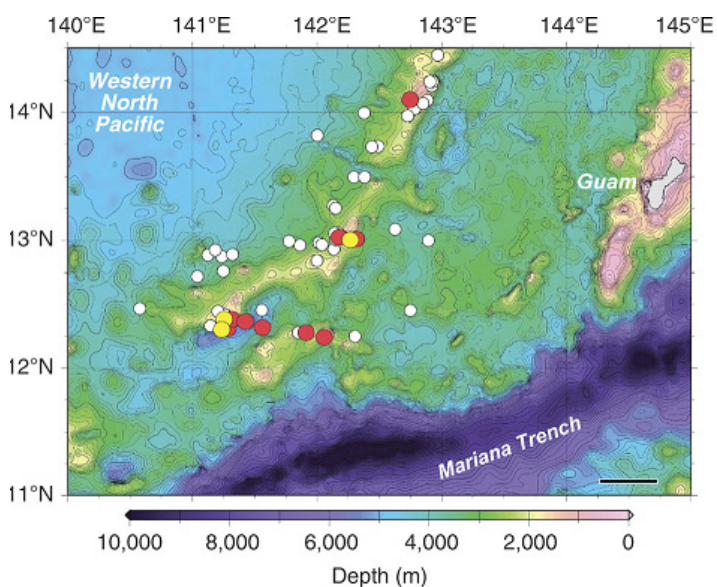 140°E 141°E 142°E 143°E 144°E 145°E
Western
North
Pacific
14°N
Guam
13°N
12°N
Mariana Trench
11°N
10,000 8,000 6,000 4,000 2,000 0
Depth (m)